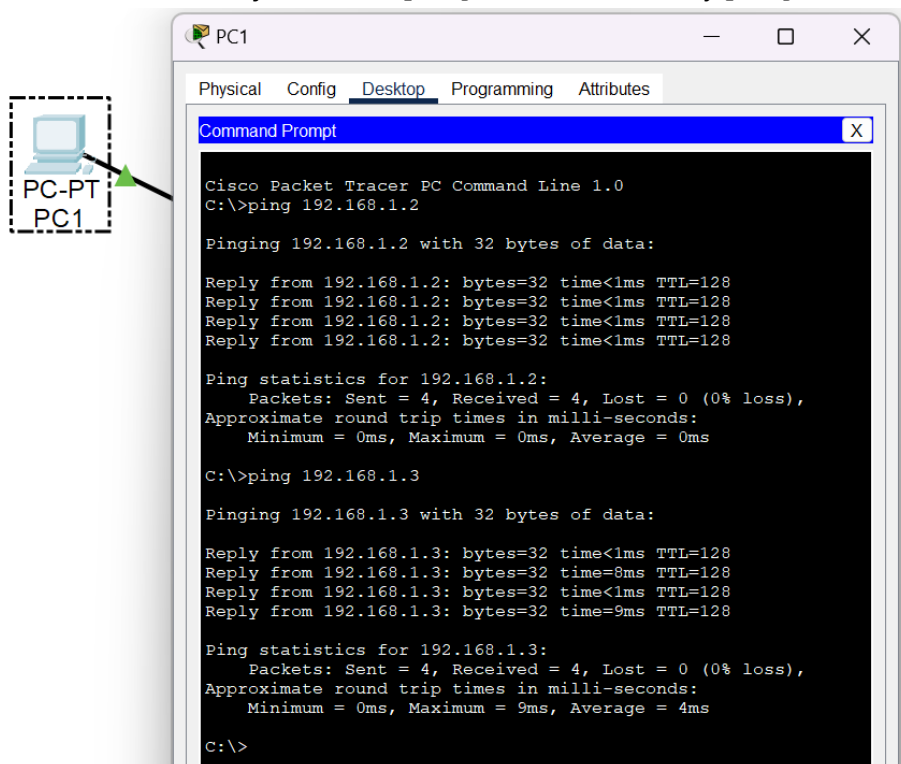 PC1
Physical Config Desktop Programming Attributes
Command Prompt X
PC-PT
PC1
Cisco Packet Tracer PC Command Line 1.0
C:\>ping 192.168.1.2
Pinging 192.168.1.2 with 32 bytes of data:
Reply from 192.168.1.2: bytes=32 time<1ms TTL=128
Reply from 192.168.1.2: bytes=32 time<1ms TTL=128
Reply from 192.168.1.2: bytes=32 time<1ms TTL=128
Reply from 192.168.1.2: bytes=32 time<1ms TTL=128
Ping statistics for 192.168.1.2:
Packets: Sent = 4, Received = 4, Lost = 0 (0% loss),
Approximate round trip times in milli-seconds:
Minimum = 0ms, Maximum = 0ms, Average = 0ms
C:\>ping 192.168.1.3
Pinging 192.168.1.3 with 32 bytes of data:
Reply from 192.168.1.3: bytes=32 time<1ms TTL=128
Reply from 192.168.1.3: bytes=32 time=8ms TTL=128
Reply from 192.168.1.3: bytes=32 time<1ms TTL=128
Reply from 192.168.1.3: bytes=32 time=9ms TTL=128
Ping statistics for 192.168.1.3:
Packets: Sent = 4, Received = 4, Lost = 0 (0% loss),
Approximate round trip times in milli-seconds:
Minimum = 0ms, Maximum = 9ms, Average = 4ms
C:\>